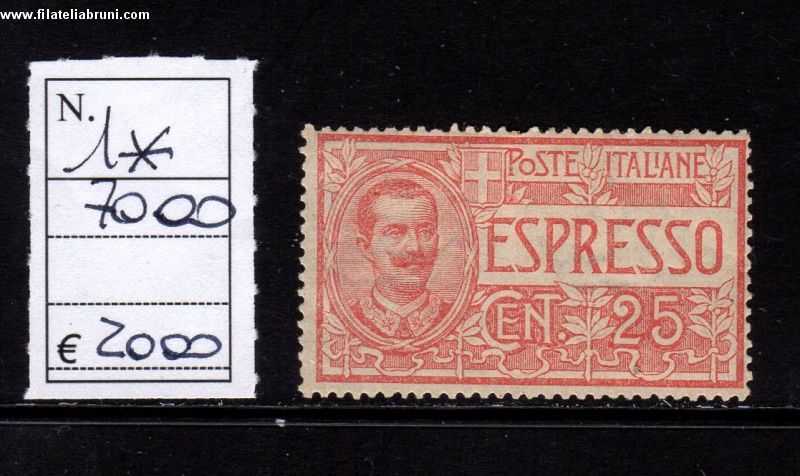 www.filateliabruni.com
N.
1*
7000
€ 2000
POSTE ITALIANE
ESPRESSO
CENT. 25